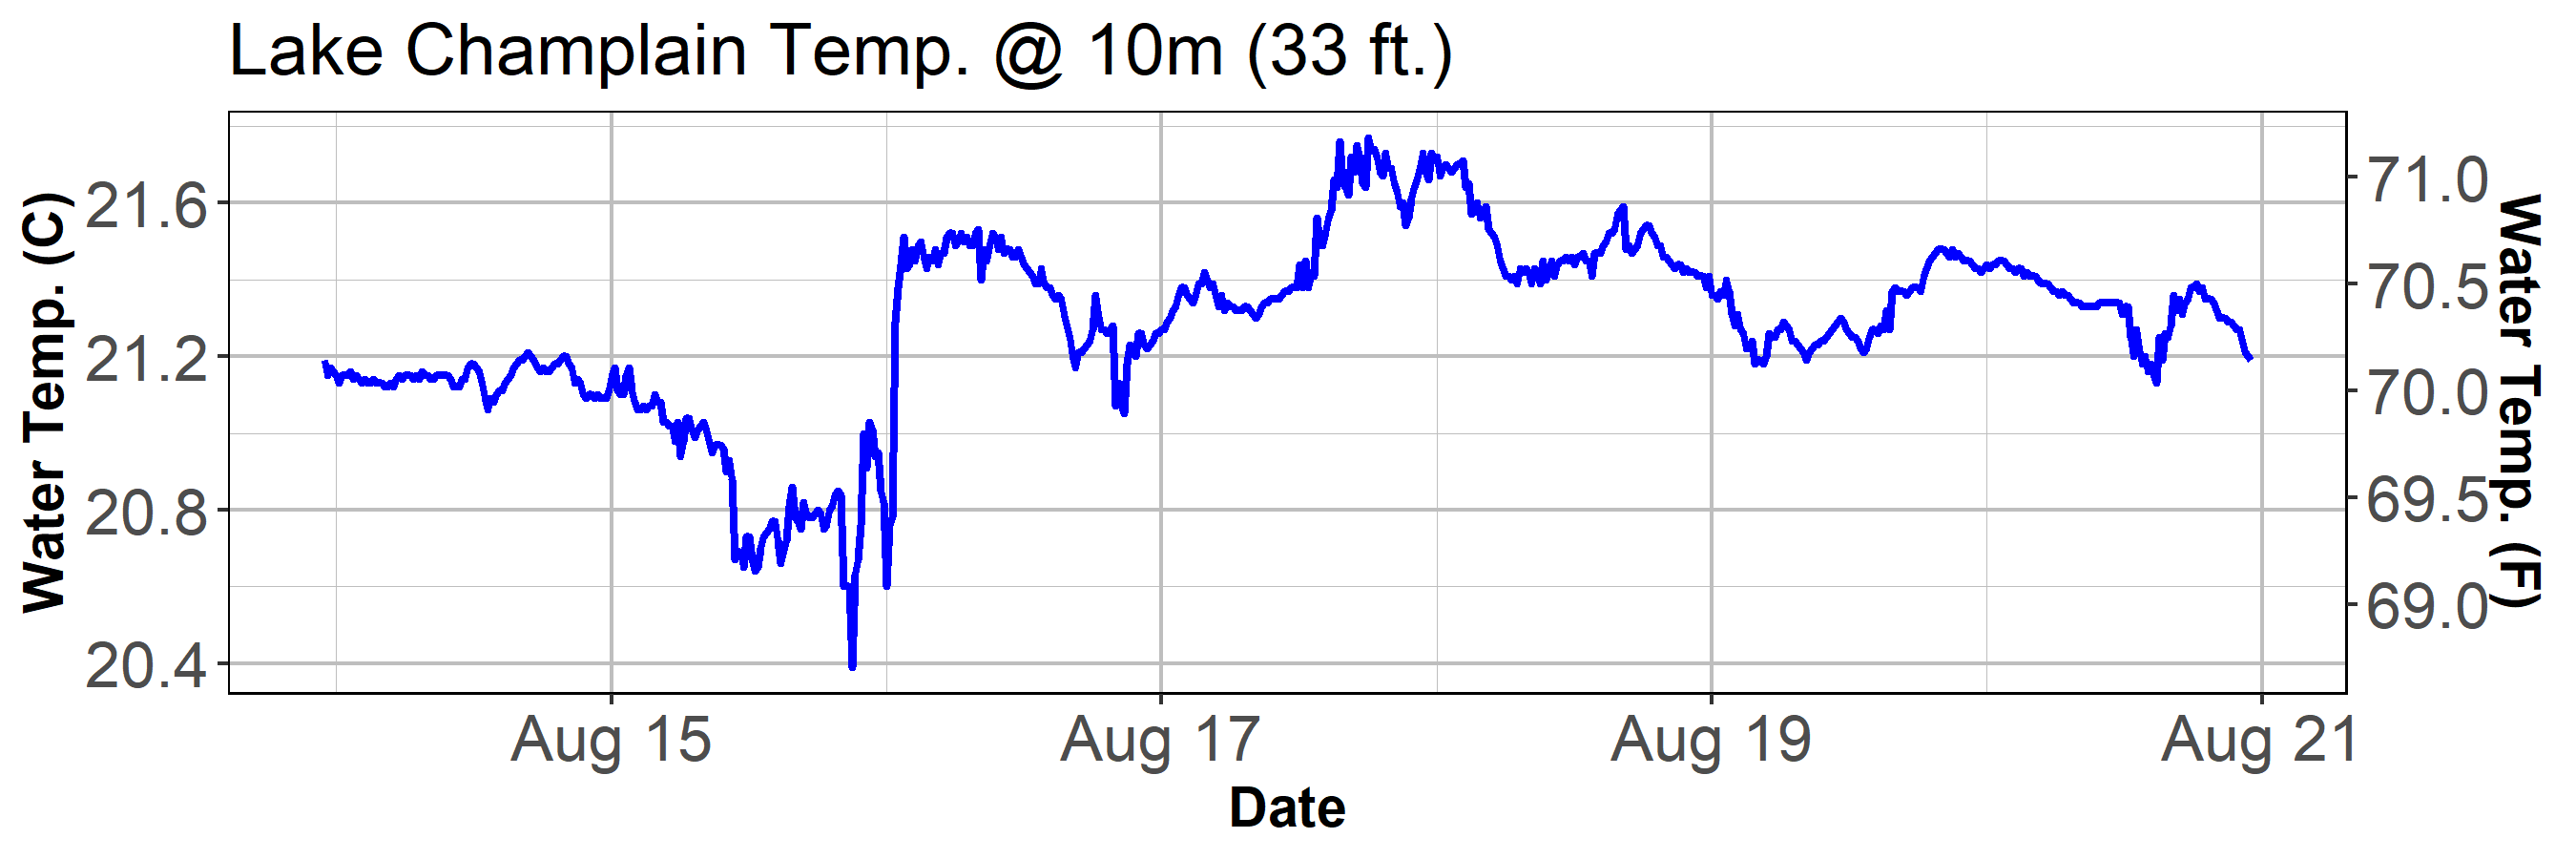 Lake Champlain Temp. @ 10m (33 ft.)
Water Temp. (C)
21.6
21.2
20.8
20.4
71.0
70.5
70.0
69.5
69.0
Water Temp. (F)
Aug 15
Aug 17
Aug 19
Aug 21
Date